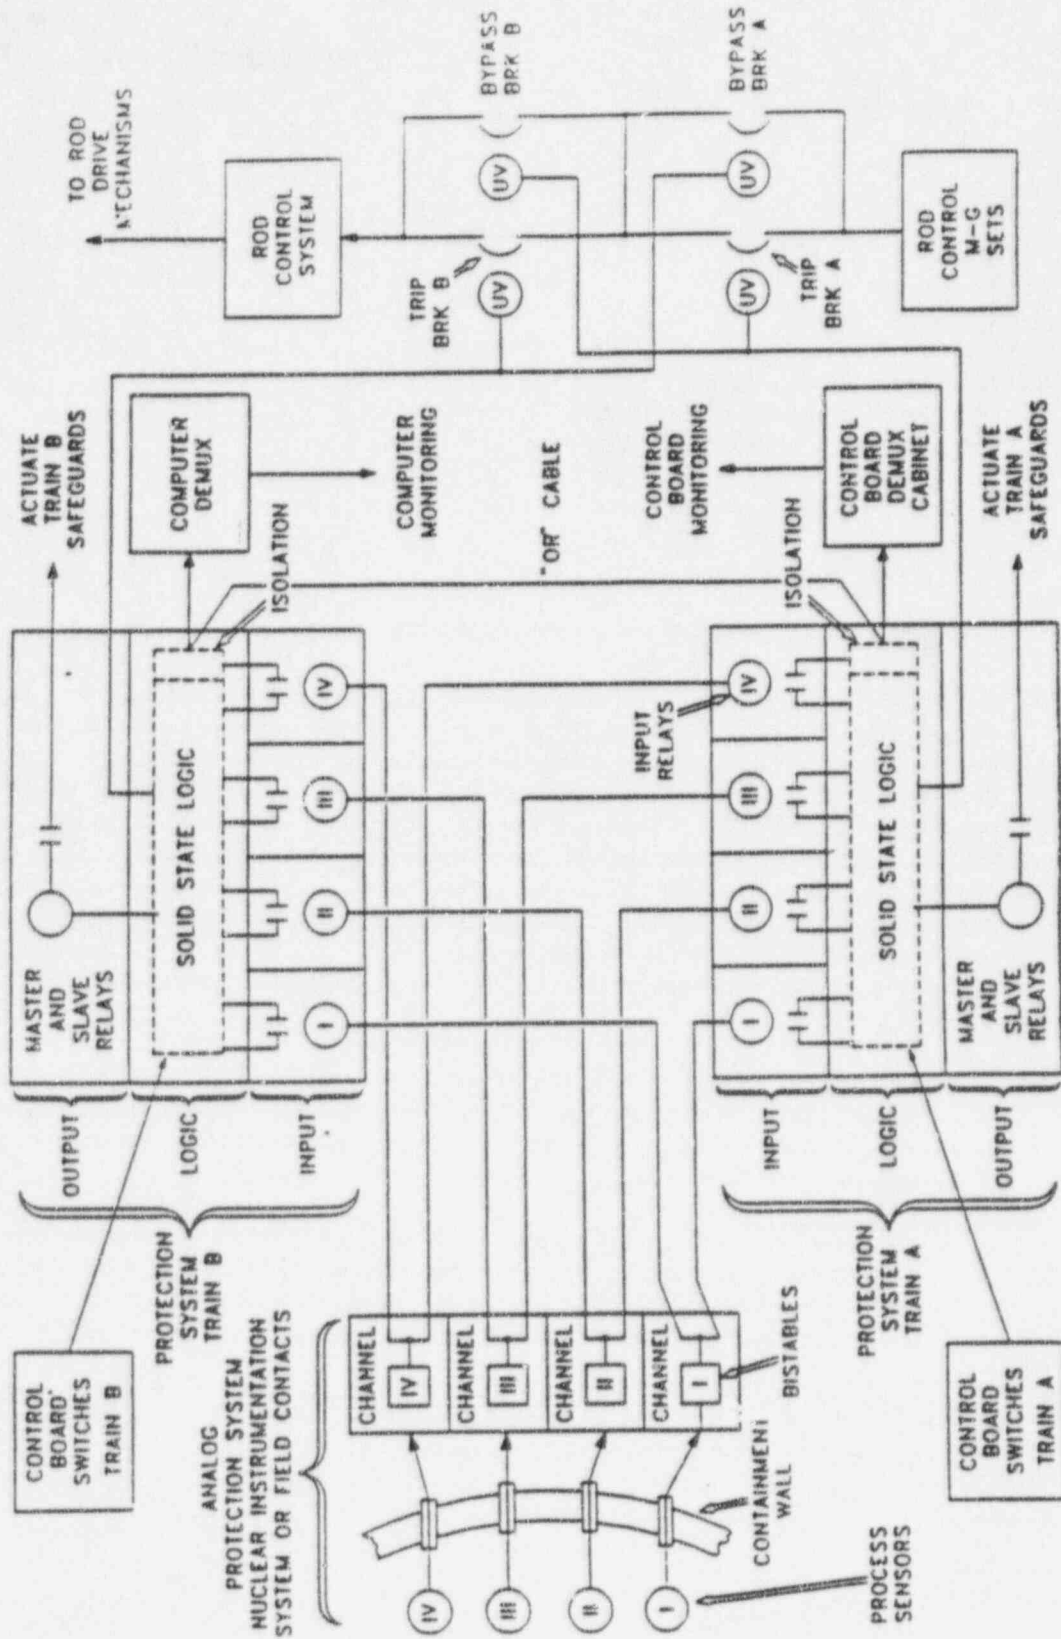 CONTROL
BOARD
SWITCHES
TRAIN B
PROTECTION
SYSTEM
TRAIN B
OUTPUT
LOGIC
INPUT
MASTER
AND
SLAVE
RELAYS
SOLID STATE LOGIC
I
II
III
IV
ACTUATE
TRAIN B
SAFEGUARDS
COMPUTER
DEMUX
ISOLATION
COMPUTER
MONITORING
"OR" CABLE
TO ROD
DRIVE
MECHANISMS
ROD
CONTROL
SYSTEM
TRIP
BRK B
UV
UV
BYPASS
BRK B
ANALOG
PROTECTION SYSTEM
NUCLEAR INSTRUMENTATION
SYSTEM OR FIELD CONTACTS
IV
III
II
I
CHANNEL
IV
CHANNEL
III
CHANNEL
II
CHANNEL
I
BISTABLES
CONTAINMENT
WALL
PROCESS
SENSORS
CONTROL
BOARD
MONITORING
CONTROL
BOARD
DEMUX
CABINET
ISOLATION
INPUT
RELAYS
I
II
III
IV
INPUT
LOGIC
OUTPUT
SOLID STATE LOGIC
MASTER
AND
SLAVE
RELAYS
PROTECTION
SYSTEM
TRAIN A
CONTROL
BOARD
SWITCHES
TRAIN A
ACTUATE
TRAIN A
SAFEGUARDS
UV
UV
TRIP
BRK A
BYPASS
BRK A
ROD
CONTROL
M-G
SETS